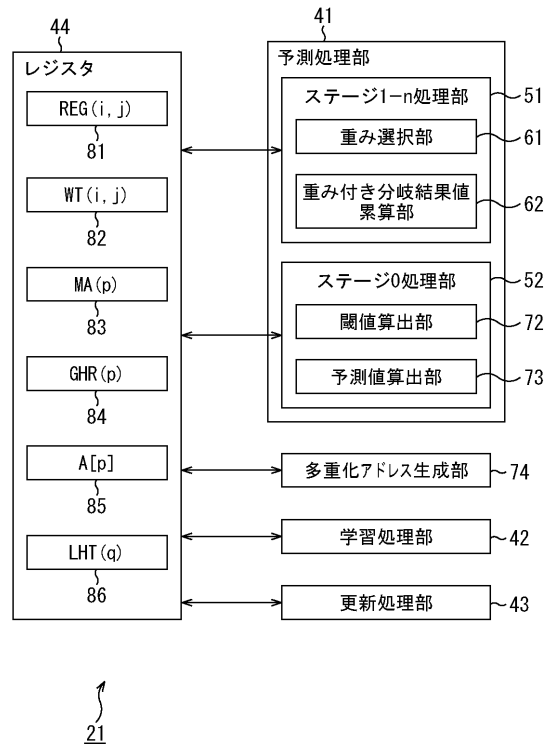 44
レジスタ
REG(i, j)
81
WT(i, j)
82
MA(p)
83
GHR(p)
84
A[p]
85
LHT(q)
86
41
予測処理部
ステージ1-n処理部
51
重み選択部
61
重み付き分岐結果値
累算部
62
ステージ0処理部
52
閾値算出部
72
予測値算出部
73
多重化アドレス生成部
74
学習処理部
42
更新処理部
43
21